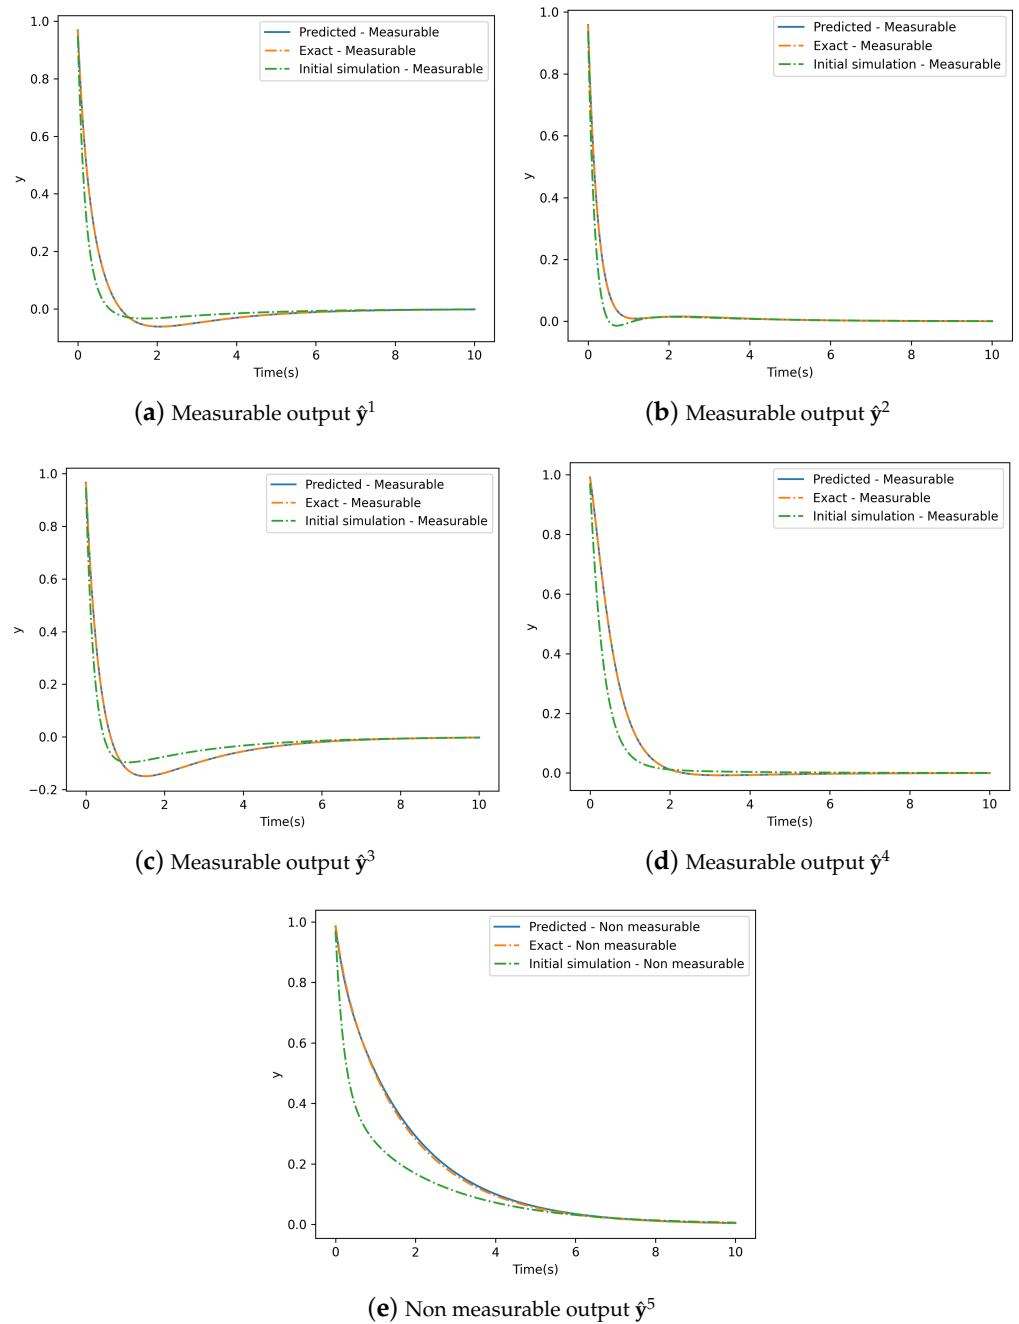 1.0
0.8
0.6
0.4
0.2
0.0
y
0 2 4 6 8 10
Time(s)
Predicted - Measurable
Exact - Measurable
Initial simulation - Measurable
(a) Measurable output ŷ¹
1.0
0.8
0.6
0.4
0.2
0.0
y
0 2 4 6 8 10
Time(s)
Predicted - Measurable
Exact - Measurable
Initial simulation - Measurable
(b) Measurable output ŷ²
1.0
0.8
0.6
0.4
0.2
0.0
−0.2
y
0 2 4 6 8 10
Time(s)
Predicted - Measurable
Exact - Measurable
Initial simulation - Measurable
(c) Measurable output ŷ³
1.0
0.8
0.6
0.4
0.2
0.0
y
0 2 4 6 8 10
Time(s)
Predicted - Measurable
Exact - Measurable
Initial simulation - Measurable
(d) Measurable output ŷ⁴
1.0
0.8
0.6
0.4
0.2
0.0
y
0 2 4 6 8 10
Time(s)
Predicted - Non measurable
Exact - Non measurable
Initial simulation - Non measurable
(e) Non measurable output ŷ⁵